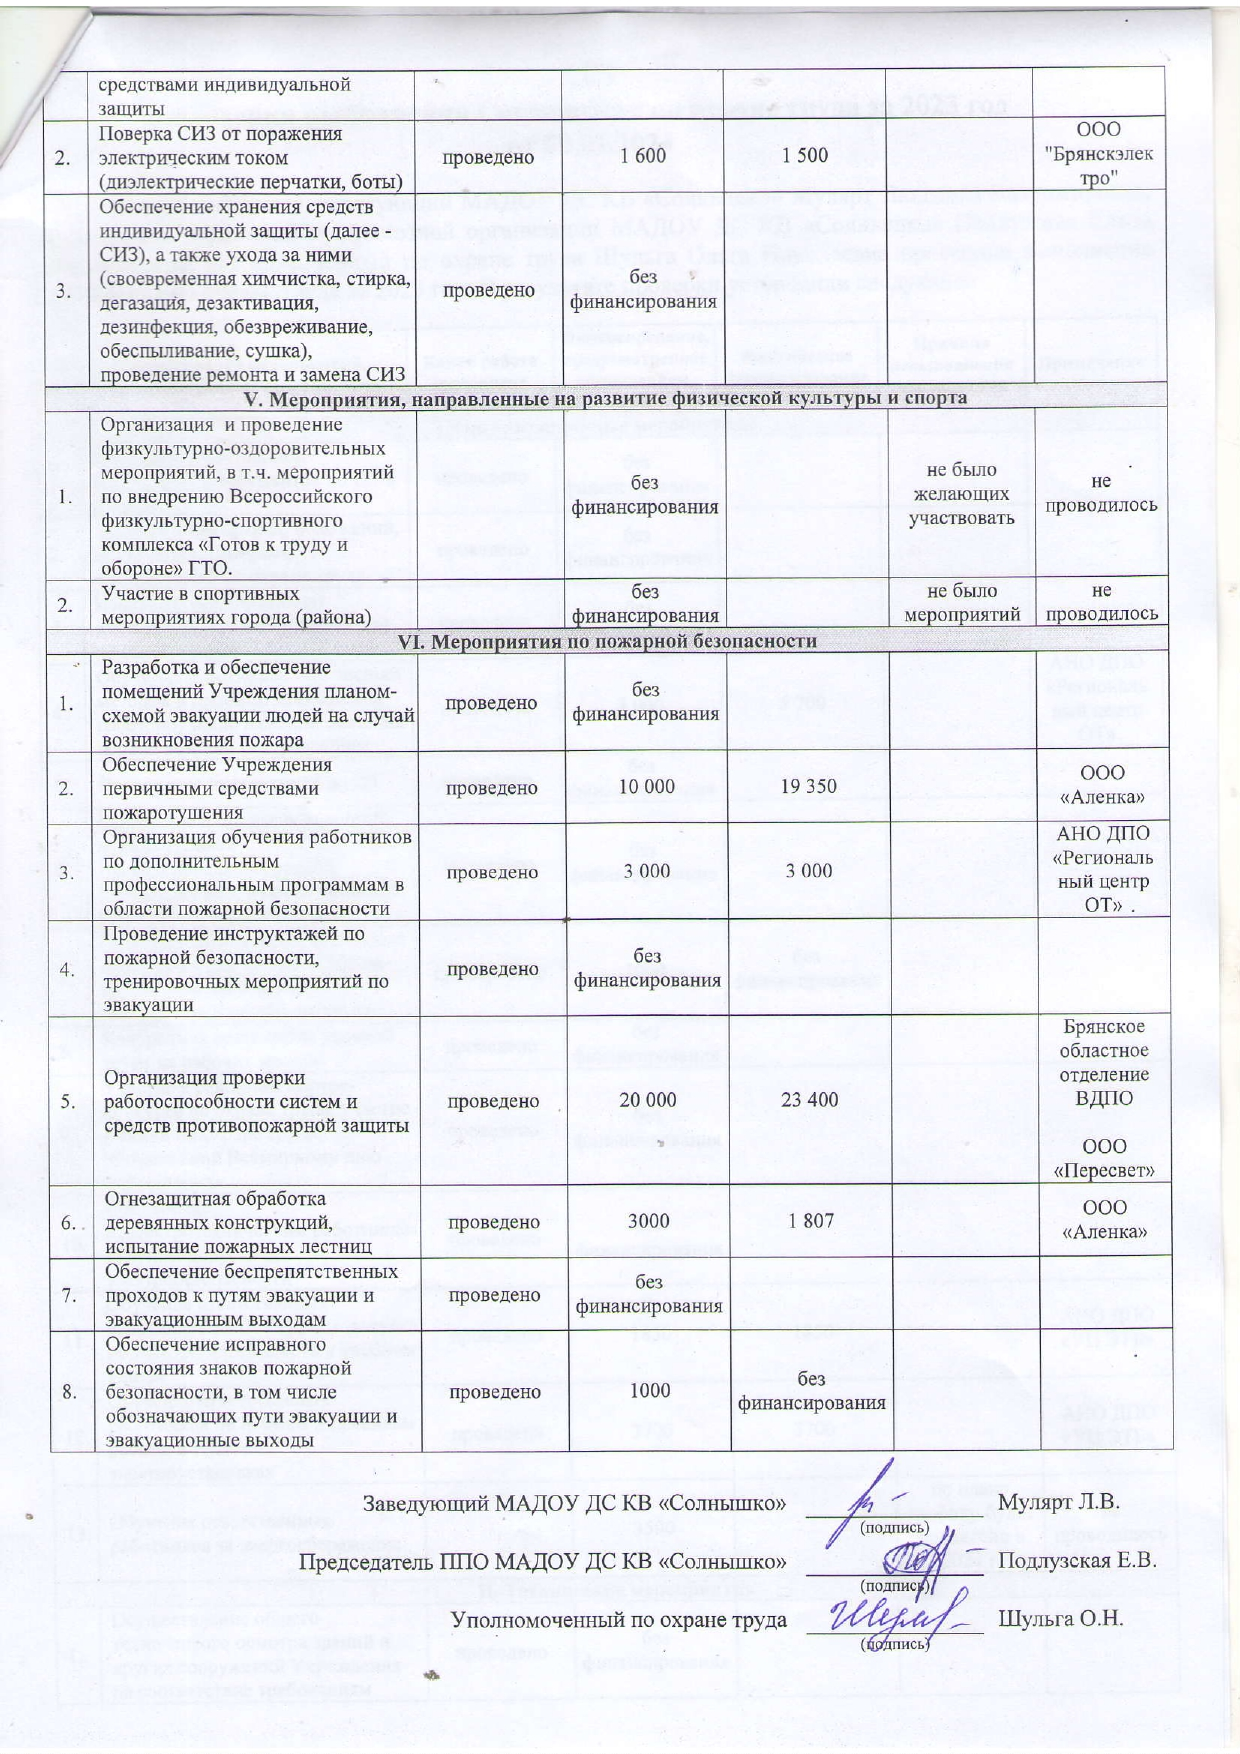 средствами индивидуальной
защиты
2.
Поверка СИЗ от поражения
электрическим током
(диэлектрические перчатки, боты)
проведено
1 600
1 500
ООО
"Брянскэлек
тро"
3.
Обеспечение хранения средств
индивидуальной защиты (далее -
СИЗ), а также ухода за ними
(своевременная химчистка, стирка,
дегазация, дезактивация,
дезинфекция, обезвреживание,
обеспыливание, сушка),
проведение ремонта и замена СИЗ
проведено
без
финансирования
V. Мероприятия, направленные на развитие физической культуры и спорта
1.
Организация и проведение
физкультурно-оздоровительных
мероприятий, в т.ч. мероприятий
по внедрению Всероссийского
физкультурно-спортивного
комплекса «Готов к труду и
обороне» ГТО.
без
финансирования
не было
желающих
участвовать
не
проводилось
2.
Участие в спортивных
мероприятиях города (района)
без
финансирования
не было
мероприятий
не
проводилось
VI. Мероприятия по пожарной безопасности
1.
Разработка и обеспечение
помещений Учреждения планом-
схемой эвакуации людей на случай
возникновения пожара
проведено
без
финансирования
2.
Обеспечение Учреждения
первичными средствами
пожаротушения
проведено
10 000
19 350
ООО
«Аленка»
3.
Организация обучения работников
по дополнительным
профессиональным программам в
области пожарной безопасности
проведено
3 000
3 000
АНО ДПО
«Региональ
ный центр
ОТ» .
4.
Проведение инструктажей по
пожарной безопасности,
тренировочных мероприятий по
эвакуации
проведено
без
финансирования
5.
Организация проверки
работоспособности систем и
средств противопожарной защиты
проведено
20 000
23 400
Брянское
областное
отделение
ВДПО
ООО
«Пересвет»
6.
Огнезащитная обработка
деревянных конструкций,
испытание пожарных лестниц
проведено
3000
1 807
ООО
«Аленка»
7.
Обеспечение беспрепятственных
проходов к путям эвакуации и
эвакуационным выходам
проведено
без
финансирования
8.
Обеспечение исправного
состояния знаков пожарной
безопасности, в том числе
обозначающих пути эвакуации и
эвакуационные выходы
проведено
1000
без
финансирования
Заведующий МАДОУ ДС КВ «Солнышко» Мулярт Л.В.
(подпись)
Председатель ППО МАДОУ ДС КВ «Солнышко» Подлузская Е.В.
(подпись)
Уполномоченный по охране труда Шульга О.Н.
(подпись)